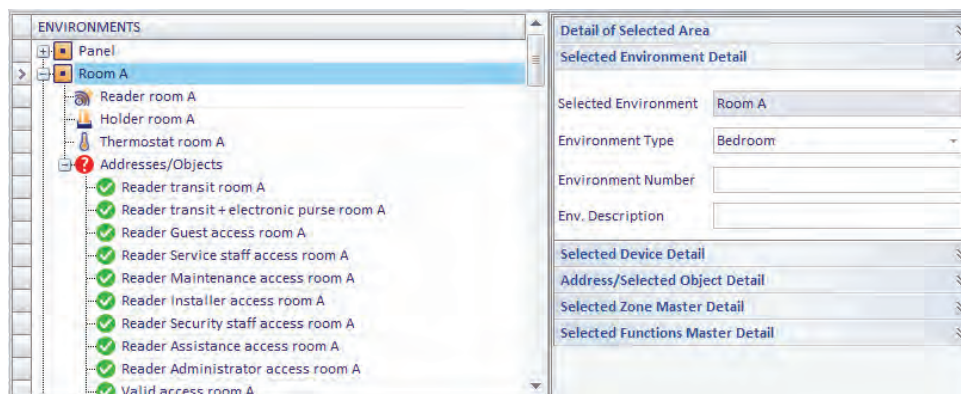 ENVIRONMENTS
Panel
Room A
Reader room A
Holder room A
Thermostat room A
Addresses/Objects
Reader transit room A
Reader transit + electronic purse room A
Reader Guest access room A
Reader Service staff access room A
Reader Maintenance access room A
Reader Installer access room A
Reader Security staff access room A
Reader Assistance access room A
Reader Administrator access room A
Valid access room A
Detail of Selected Area
Selected Environment Detail
Selected Environment Room A
Environment Type Bedroom
Environment Number
Env. Description
Selected Device Detail
Address/Selected Object Detail
Selected Zone Master Detail
Selected Functions Master Detail